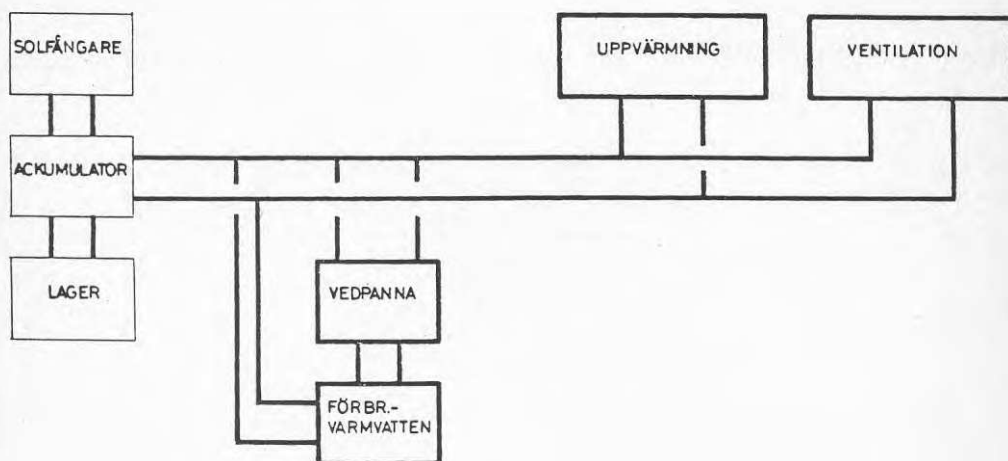 SOLFÅNGARE
UPPVÄRMNING
VENTILATION
ACKUMULATOR
LAGER
VEDPANNA
FÖRBR.-
VARMVATTEN